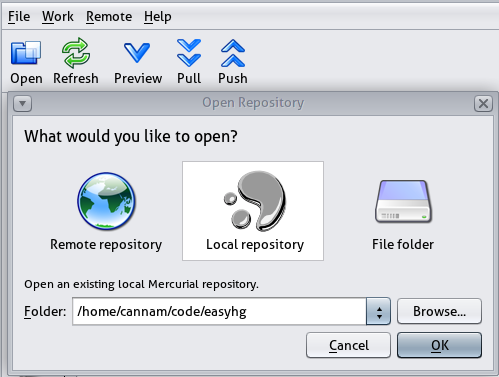 File Work Remote Help
Open Refresh Preview Pull Push
Open Repository
What would you like to open?
Remote repository Local repository File folder
Open an existing local Mercurial repository.
Folder: /home/cannam/code/easyhg Browse...
Cancel OK